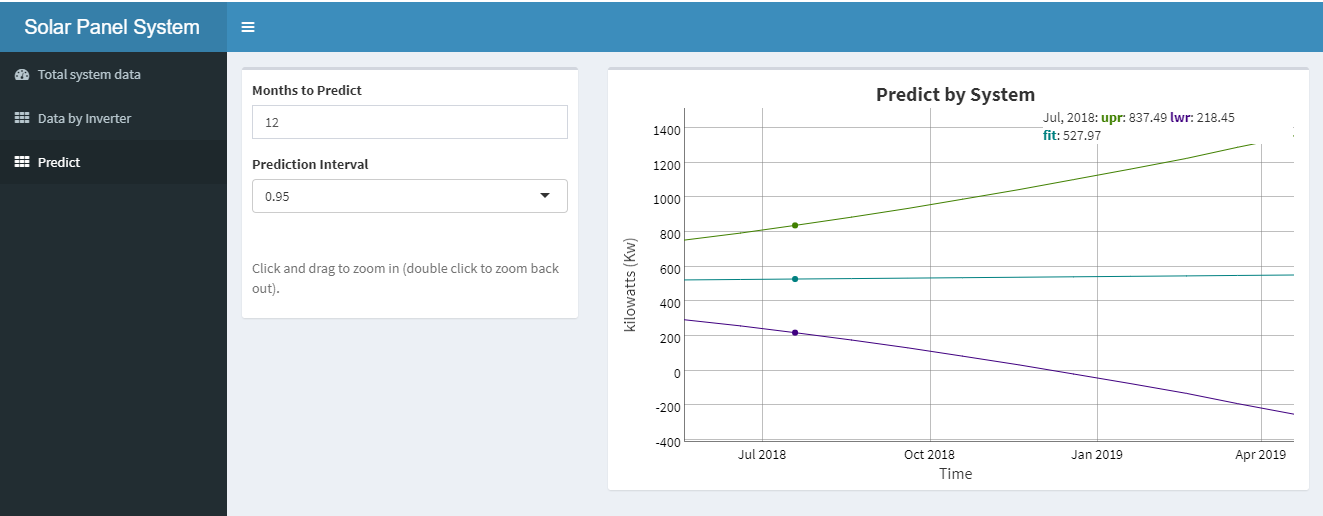 Solar Panel System
Total system data
Data by Inverter
Predict
Months to Predict
12
Prediction Interval
0.95
Click and drag to zoom in (double click to zoom back
out).
Predict by System
Jul, 2018: upr: 837.49 lwr: 218.45
fit: 527.97
kilowatts (Kw)
1400
1200
1000
800
600
400
200
0
-200
-400
Jul 2018 Oct 2018 Jan 2019 Apr 2019
Time